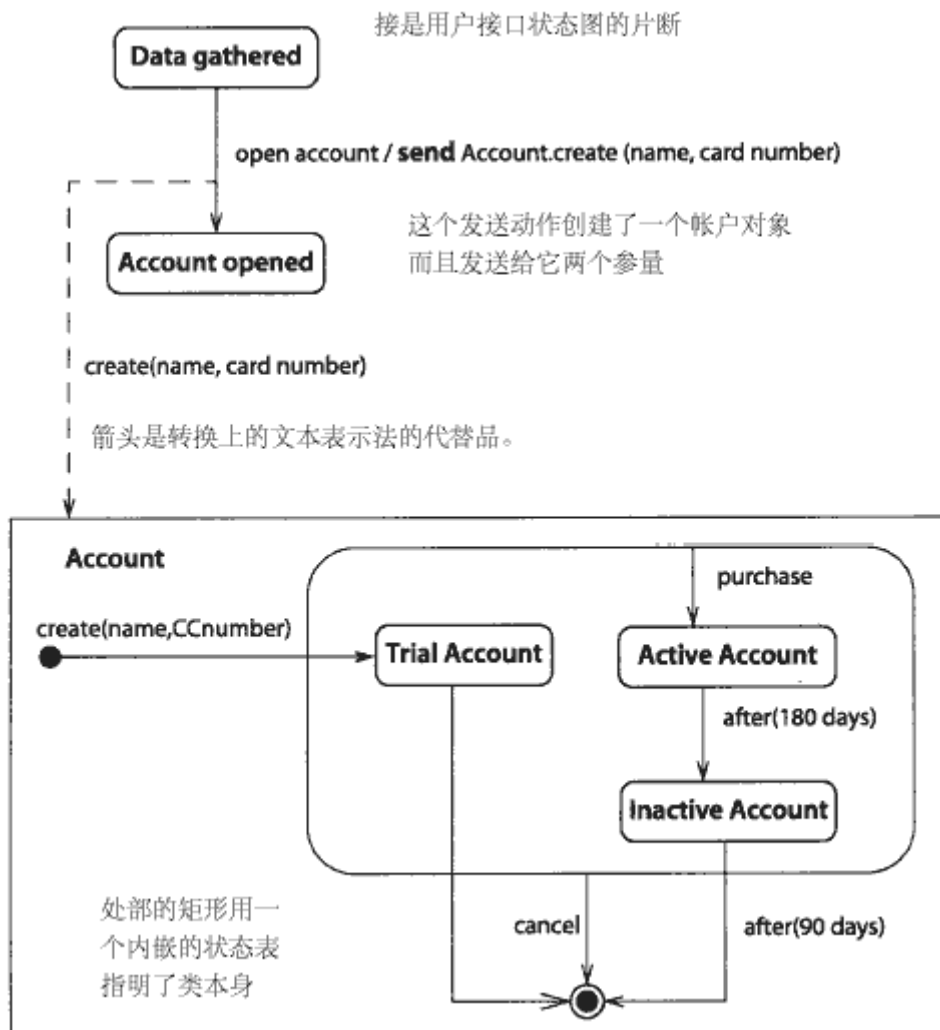 接是用户接口状态图的片断
Data gathered
open account / send Account.create (name, card number)
这个发送动作创建了一个帐户对象
而且发送给它两个参量
Account opened
create(name, card number)
箭头是转换上的文本表示法的代替品。
Account
purchase
create(name,CCnumber)
Trial Account
Active Account
after(180 days)
Inactive Account
处部的矩形用一
个内嵌的状态表
指明了类本身
cancel
after(90 days)